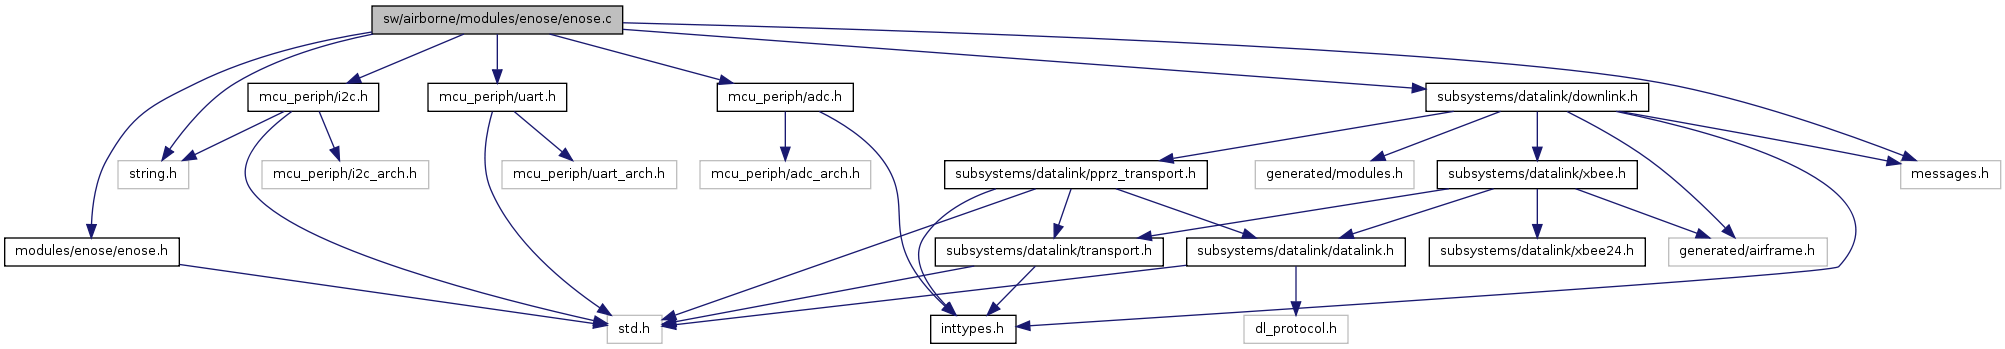 sw/airborne/modules/enose/enose.c
mcu_periph/i2c.h
mcu_periph/uart.h
mcu_periph/adc.h
subsystems/datalink/downlink.h
string.h
mcu_periph/i2c_arch.h
mcu_periph/uart_arch.h
mcu_periph/adc_arch.h
subsystems/datalink/pprz_transport.h
generated/modules.h
subsystems/datalink/xbee.h
messages.h
modules/enose/enose.h
subsystems/datalink/transport.h
subsystems/datalink/datalink.h
subsystems/datalink/xbee24.h
generated/airframe.h
std.h
inttypes.h
dl_protocol.h